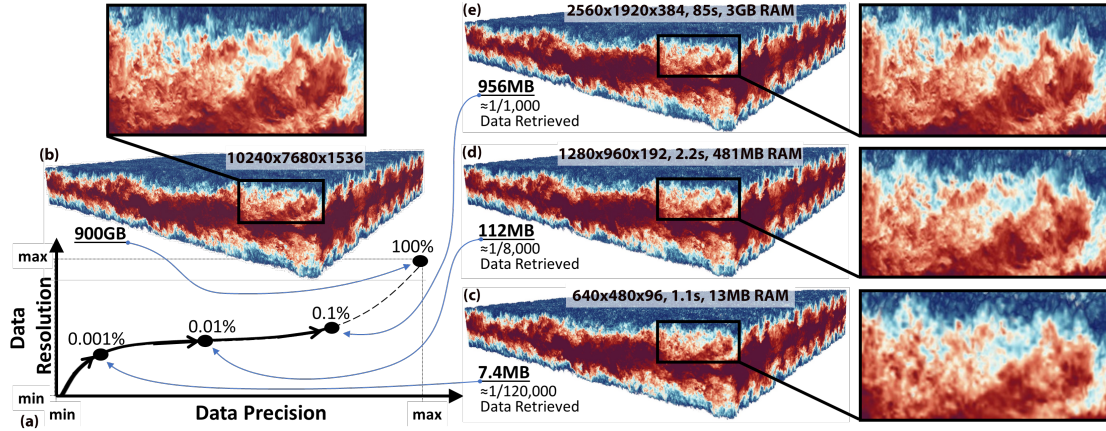 (b)
10240x7680x1536
900GB
max
100%
0.1%
0.01%
0.001%
Data
Resolution
min
min
Data Precision
max
(a)
(e)
2560x1920x384, 85s, 3GB RAM
956MB
≈1/1,000
Data Retrieved
(d)
1280x960x192, 2.2s, 481MB RAM
112MB
≈1/8,000
Data Retrieved
(c)
640x480x96, 1.1s, 13MB RAM
7.4MB
≈1/120,000
Data Retrieved